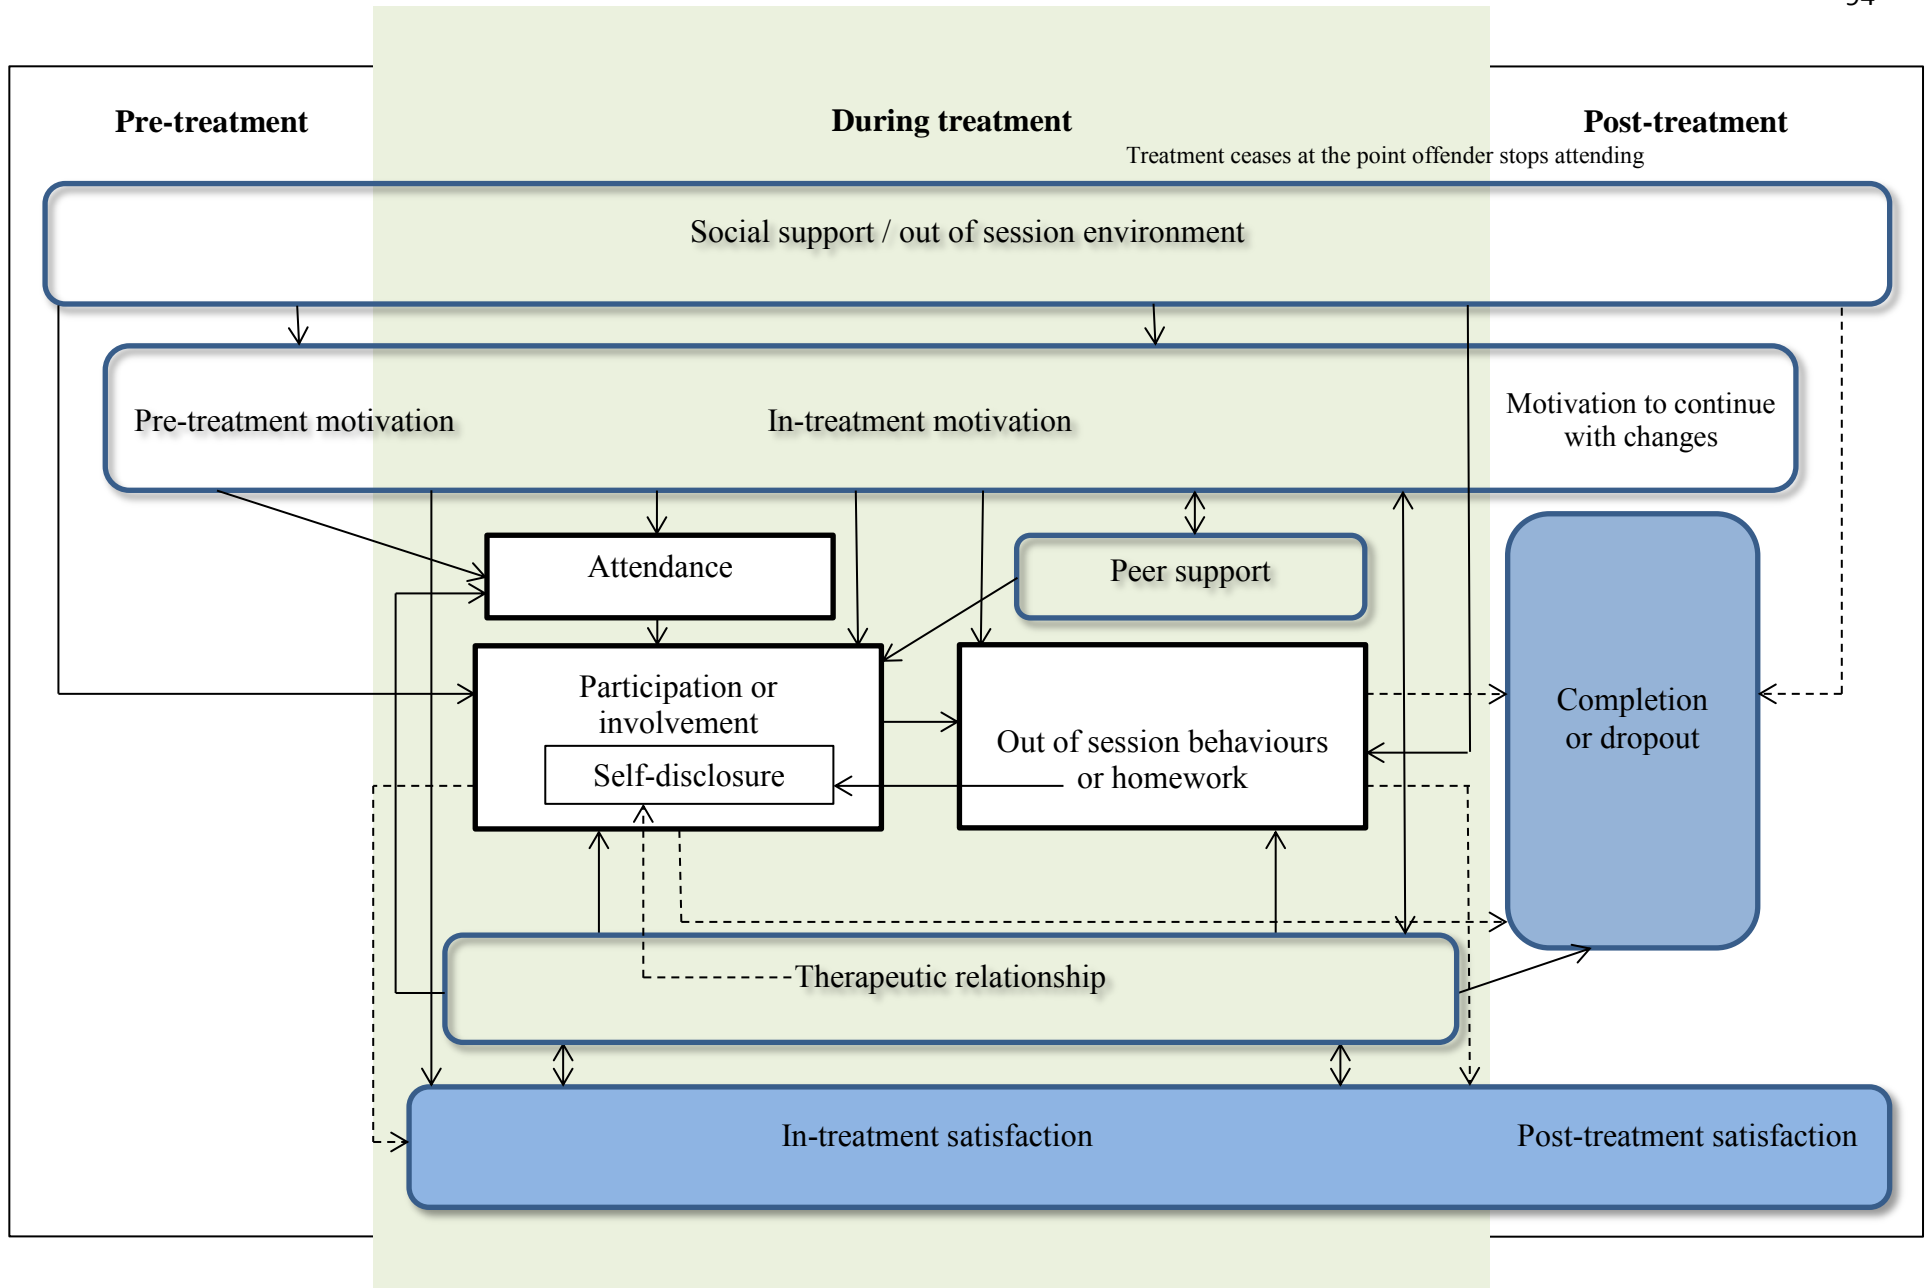 Pre-treatment
During treatment
Post-treatment
Treatment ceases at the point offender stops attending
Social support / out of session environment
Pre-treatment motivation
In-treatment motivation
Motivation to continue
with changes
Attendance
Peer support
Participation or
involvement
Self-disclosure
Out of session behaviours
or homework
Completion
or dropout
Therapeutic relationship
In-treatment satisfaction
Post-treatment satisfaction